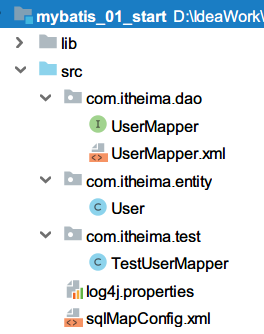 mybatis_01_start D:\IdeaWork\
lib
src
com.itheima.dao
UserMapper
UserMapper.xml
com.itheima.entity
User
com.itheima.test
TestUserMapper
log4j.properties
sqlMapConfig.xml